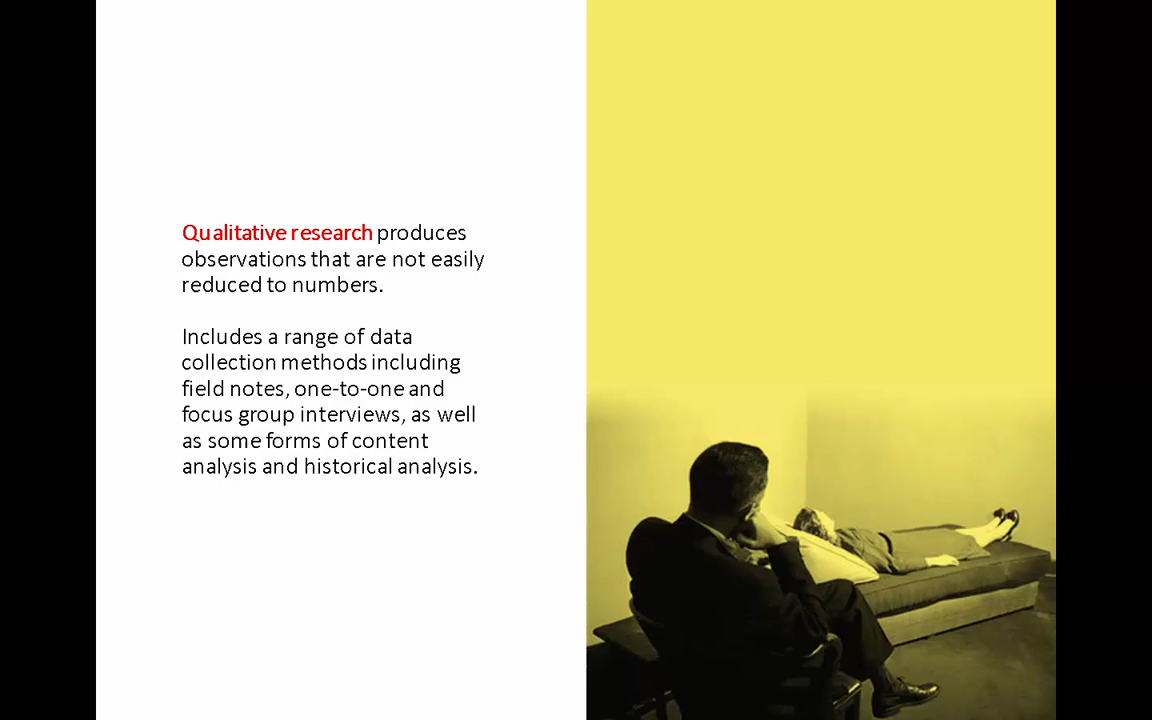 Qualitative research produces
observations that are not easily
reduced to numbers.
Includes a range of data
collection methods including
field notes, one-to-one and
focus group interviews, as well
as some forms of content
analysis and historical analysis.